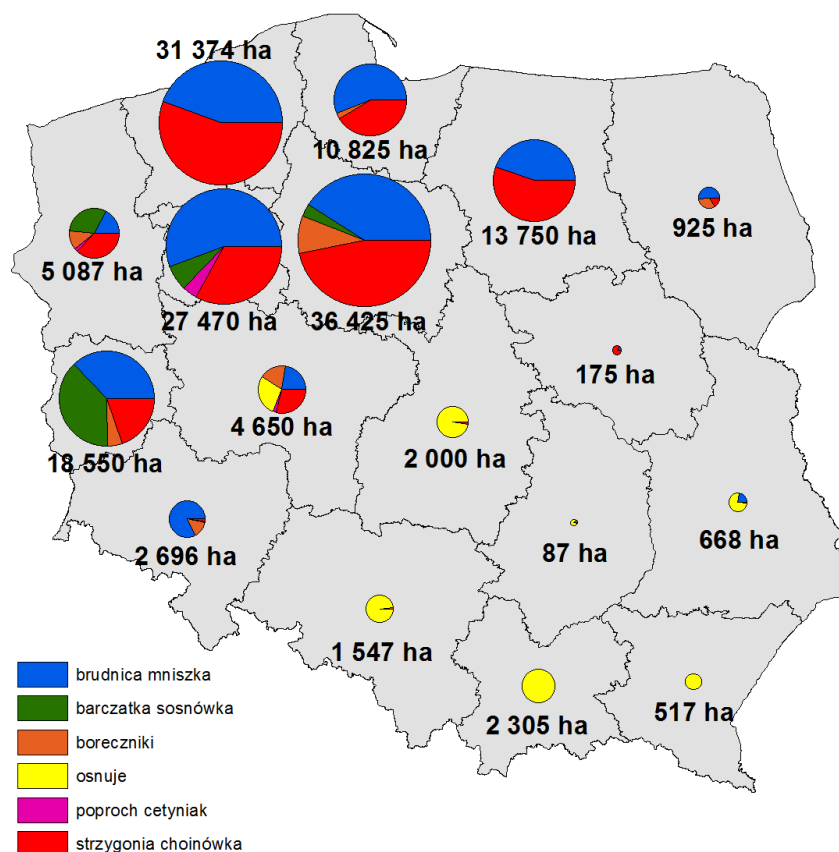 31 374 ha
10 825 ha
13 750 ha
925 ha
5 087 ha
27 470 ha
36 425 ha
175 ha
18 550 ha
4 650 ha
2 000 ha
2 696 ha
87 ha
668 ha
1 547 ha
2 305 ha
517 ha
brudnica mniszka
barczatka sosnówka
boreczniki
osnuje
poproch cetyniak
strzygonia choinówka